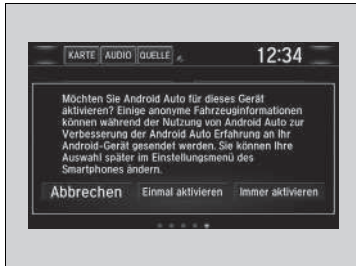 KARTE AUDIO QUELLE 12:34
Möchten Sie Android Auto für dieses Gerät
aktivieren? Einige anonyme Fahrzeuginformationen
können während der Nutzung von Android Auto zur
Verbesserung der Android Auto Erfahrung an Ihr
Android-Gerät gesendet werden. Sie können Ihre
Auswahl später im Einstellungsmenü des
Smartphones ändern.
Abbrechen Einmal aktivieren Immer aktivieren